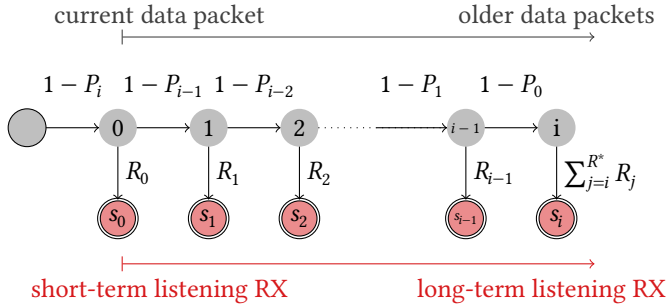 current data packet older data packets
1 − P_i 1 − P_{i−1} 1 − P_{i−2} 1 − P_1 1 − P_0
0 1 2 i − 1 i
R_0 R_1 R_2 R_{i−1} ∑_{j=i}^{R*} R_j
s_0 s_1 s_2 s_{i−1} s_i
short-term listening RX long-term listening RX